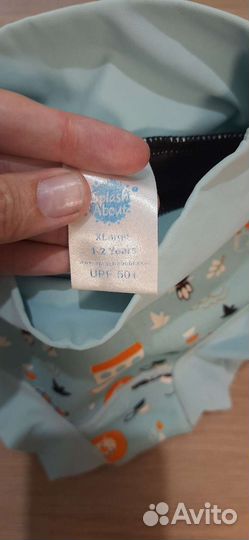 Splash
About
XLarge
1-2 Years
UPF 50+
Avito